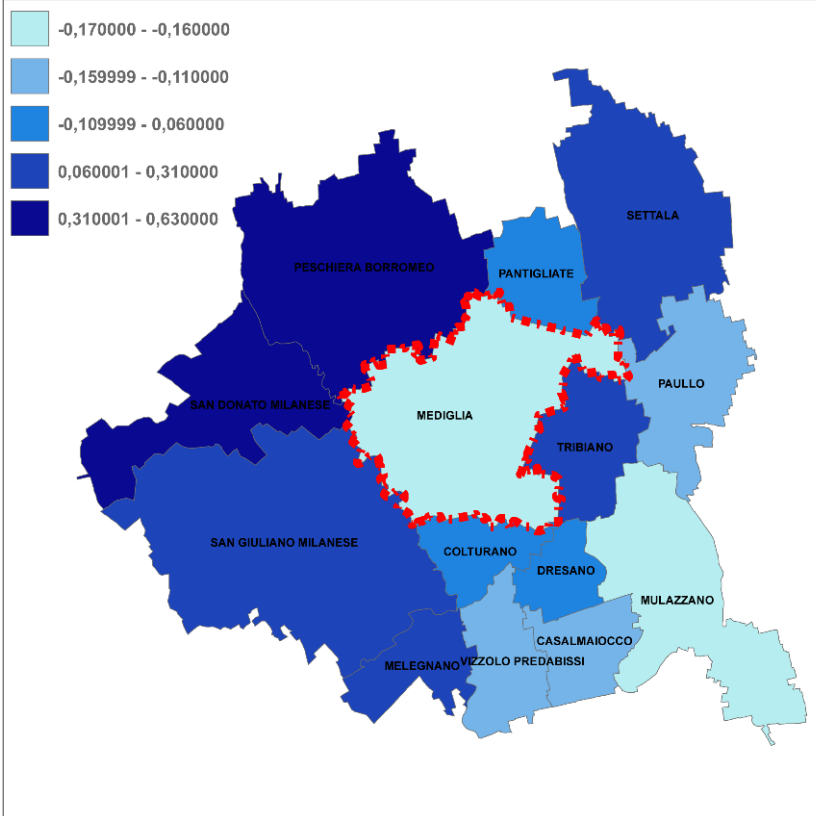 -0,170000 - -0,160000
-0,159999 - -0,110000
-0,109999 - 0,060000
0,060001 - 0,310000
0,310001 - 0,630000
SETTALA
PESCHIERA BORROMEO
PANTIGLIATE
PAULLO
SAN DONATO MILANESE
MEDIGLIA
TRIBIANO
SAN GIULIANO MILANESE
COLTURANO
DRESANO
MULAZZANO
CASALMAIOCCO
MELEGNANO
VIZZOLO PREDABISSI